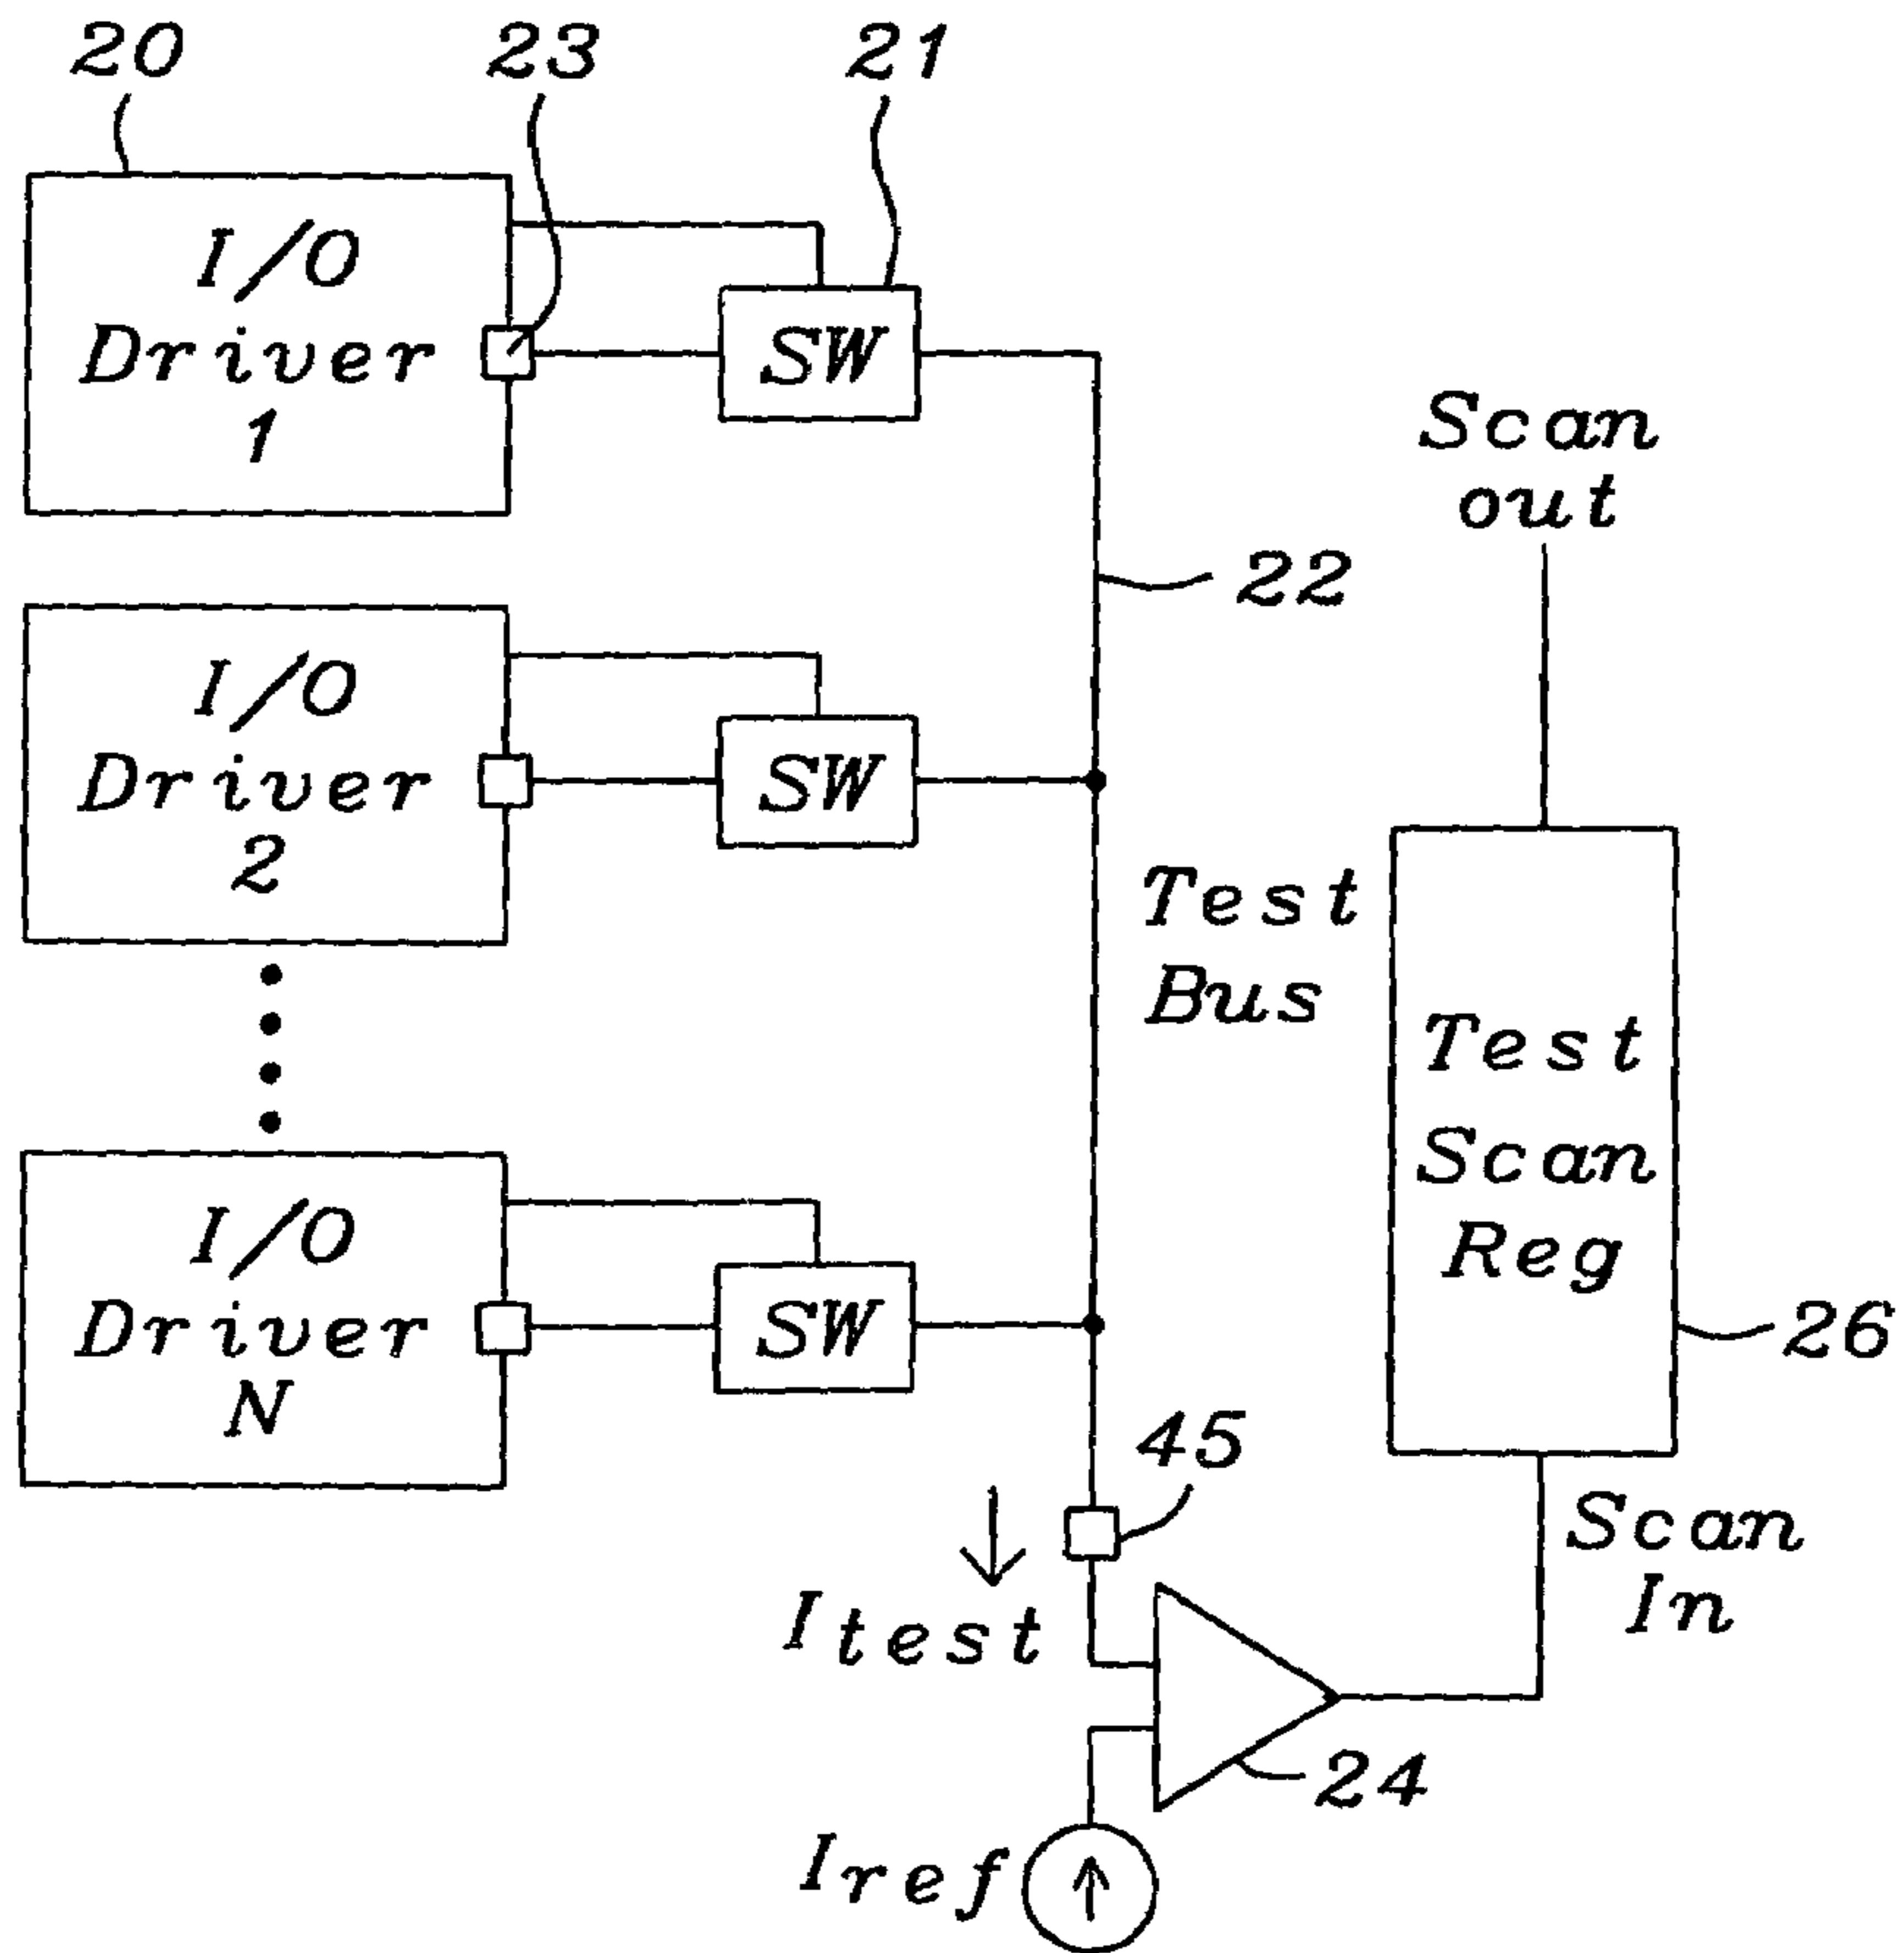 20
23
21
I/O
Driver
1
SW
22
Scan
out
I/O
Driver
2
SW
Test
Bus
Test
Scan
Reg
26
I/O
Driver
N
SW
45
Scan
In
Itest
24
Iref